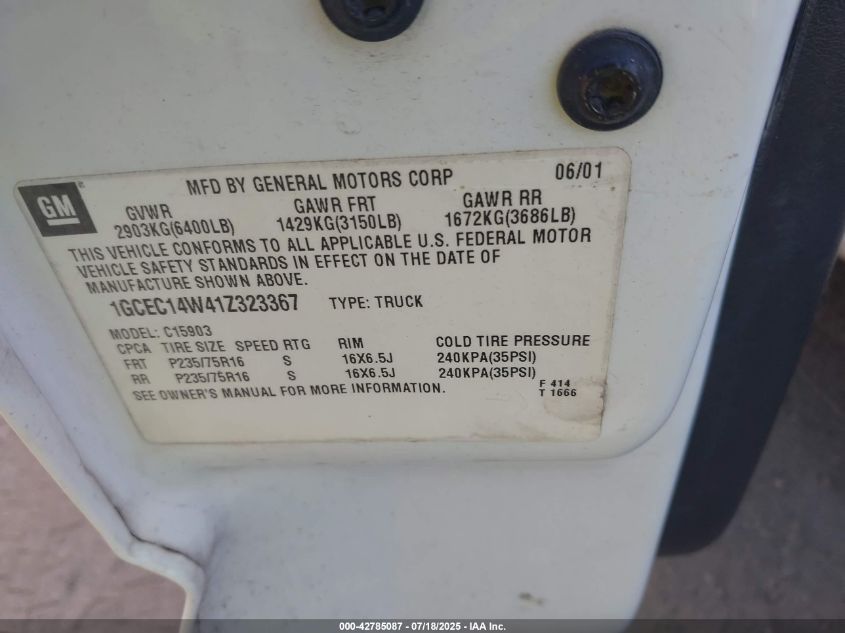 GM
MFD BY GENERAL MOTORS CORP 06/01
GVWR GAWR FRT GAWR RR
2903KG(6400LB) 1429KG(3150LB) 1672KG(3686LB)
THIS VEHICLE CONFORMS TO ALL APPLICABLE U.S. FEDERAL MOTOR
VEHICLE SAFETY STANDARDS IN EFFECT ON THE DATE OF
MANUFACTURE SHOWN ABOVE.
1GCEC14W41Z323367 TYPE: TRUCK
MODEL: C15903
CPCA TIRE SIZE SPEED RTG RIM COLD TIRE PRESSURE
FRT P235/75R16 S 16X6.5J 240KPA(35PSI)
RR P235/75R16 S 16X6.5J 240KPA(35PSI)
SEE OWNER'S MANUAL FOR MORE INFORMATION.
F 414
T 1666
000-42785087 - 07/18/2025 - IAA Inc.